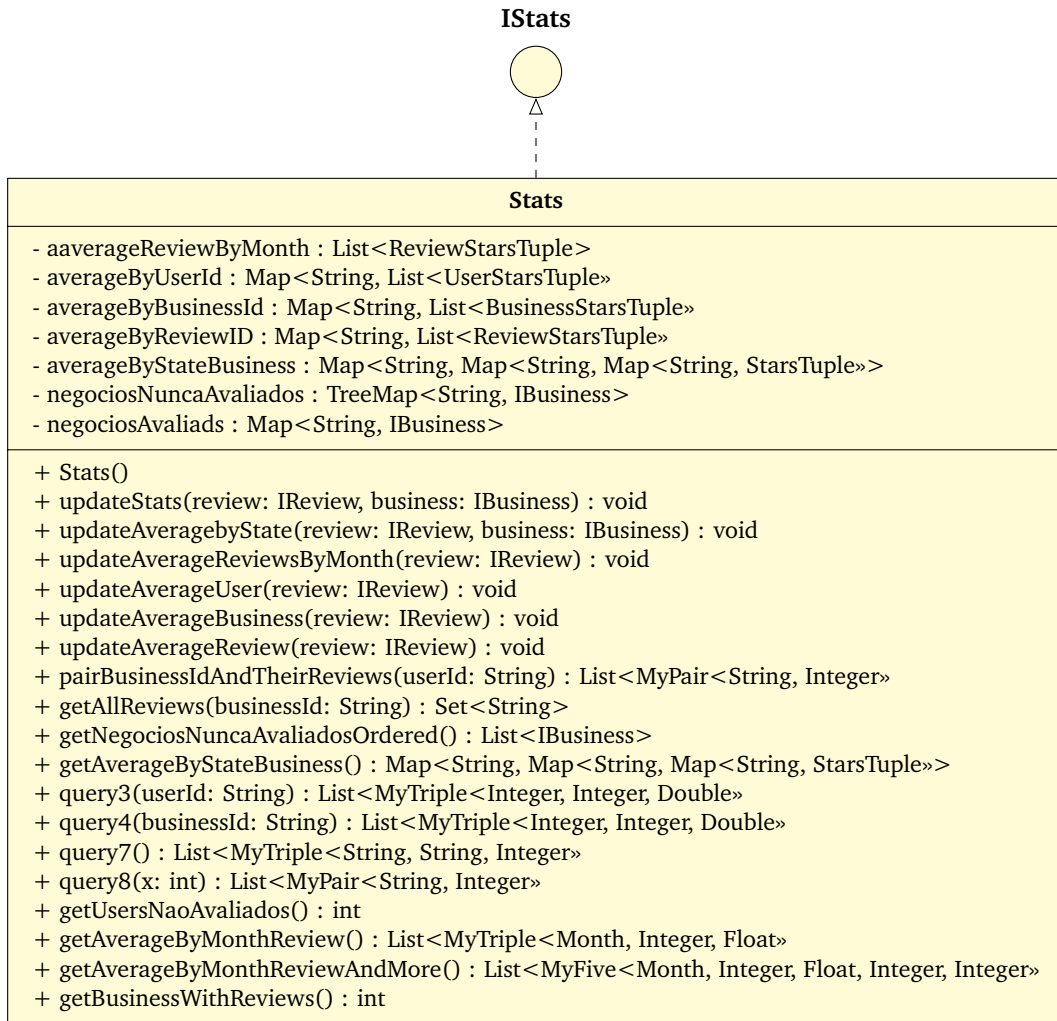 IStats
Stats
- aaverageReviewByMonth : List<ReviewStarsTuple>
- averageByUserId : Map<String, List<UserStarsTuple»
- averageByBusinessId : Map<String, List<BusinessStarsTuple»
- averageByReviewID : Map<String, List<ReviewStarsTuple»
- averageByStateBusiness : Map<String, Map<String, Map<String, StarsTuple»>
- negociosNuncaAvaliados : TreeMap<String, IBusiness>
- negociosAvaliads : Map<String, IBusiness>
+ Stats()
+ updateStats(review: IReview, business: IBusiness) : void
+ updateAveragebyState(review: IReview, business: IBusiness) : void
+ updateAverageReviewsByMonth(review: IReview) : void
+ updateAverageUser(review: IReview) : void
+ updateAverageBusiness(review: IReview) : void
+ updateAverageReview(review: IReview) : void
+ pairBusinessIdAndTheirReviews(userId: String) : List<MyPair<String, Integer»
+ getAllReviews(businessId: String) : Set<String>
+ getNegociosNuncaAvaliadosOrdered() : List<IBusiness>
+ getAverageByStateBusiness() : Map<String, Map<String, Map<String, StarsTuple»>
+ query3(userId: String) : List<MyTriple<Integer, Integer, Double»
+ query4(businessId: String) : List<MyTriple<Integer, Integer, Double»
+ query7() : List<MyTriple<String, String, Integer»
+ query8(x: int) : List<MyPair<String, Integer»
+ getUsersNaoAvaliados() : int
+ getAverageByMonthReview() : List<MyTriple<Month, Integer, Float»
+ getAverageByMonthReviewAndMore() : List<MyFive<Month, Integer, Float, Integer, Integer»
+ getBusinessWithReviews() : int